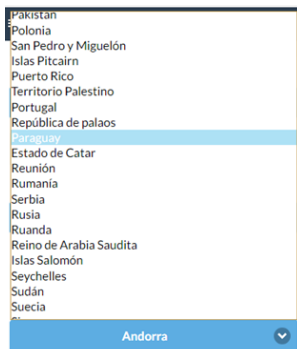 Pakistán
Polonia
San Pedro y Miguelón
Islas Pitcairn
Puerto Rico
Territorio Palestino
Portugal
República de palaos
Paraguay
Estado de Catar
Reunión
Rumanía
Serbia
Rusia
Ruanda
Reino de Arabia Saudita
Islas Salomón
Seychelles
Sudán
Suecia
Andorra